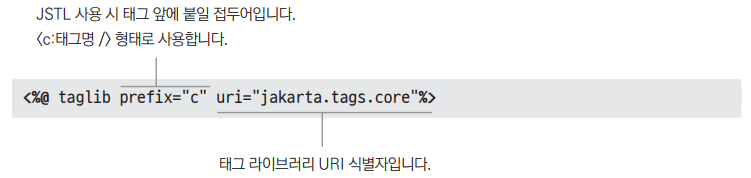 JSTL 사용 시 태그 앞에 붙일 접두어입니다.
〈c:태그명 /〉 형태로 사용합니다.
<%@ taglib prefix="c" uri="jakarta.tags.core"%>
태그 라이브러리 URI 식별자입니다.